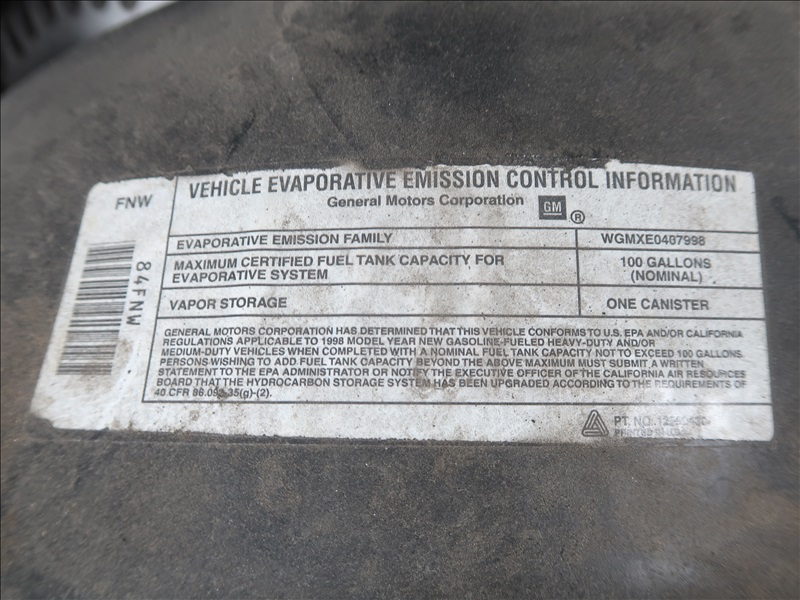 FNW
84FNW
VEHICLE EVAPORATIVE EMISSION CONTROL INFORMATION
General Motors Corporation GM ®
EVAPORATIVE EMISSION FAMILY WGMXE0407998
MAXIMUM CERTIFIED FUEL TANK CAPACITY FOR 100 GALLONS
EVAPORATIVE SYSTEM (NOMINAL)
VAPOR STORAGE ONE CANISTER
GENERAL MOTORS CORPORATION HAS DETERMINED THAT THIS VEHICLE CONFORMS TO U.S. EPA AND/OR CALIFORNIA
REGULATIONS APPLICABLE TO 1998 MODEL YEAR NEW GASOLINE-FUELED HEAVY-DUTY AND/OR
MEDIUM-DUTY VEHICLES WHEN COMPLETED WITH A NOMINAL FUEL TANK CAPACITY NOT TO EXCEED 100 GALLONS.
PERSONS WISHING TO ADD FUEL TANK CAPACITY BEYOND THE ABOVE MAXIMUM MUST SUBMIT A WRITTEN
STATEMENT TO THE EPA ADMINISTRATOR OR NOTIFY THE EXECUTIVE OFFICER OF THE CALIFORNIA AIR RESOURCES
BOARD THAT THE HYDROCARBON STORAGE SYSTEM HAS BEEN UPGRADED ACCORDING TO THE REQUIREMENTS OF
40 CFR
PT. NO.
PRINTED